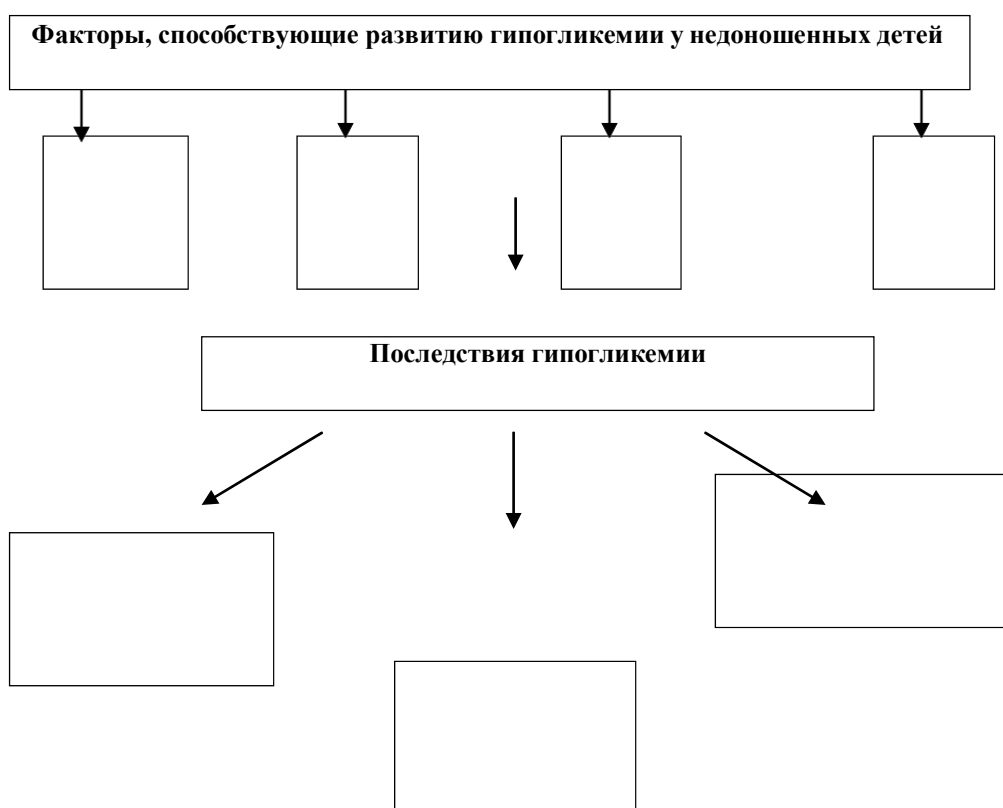 Факторы, способствующие развитию гипогликемии у недоношенных детей
Последствия гипогликемии